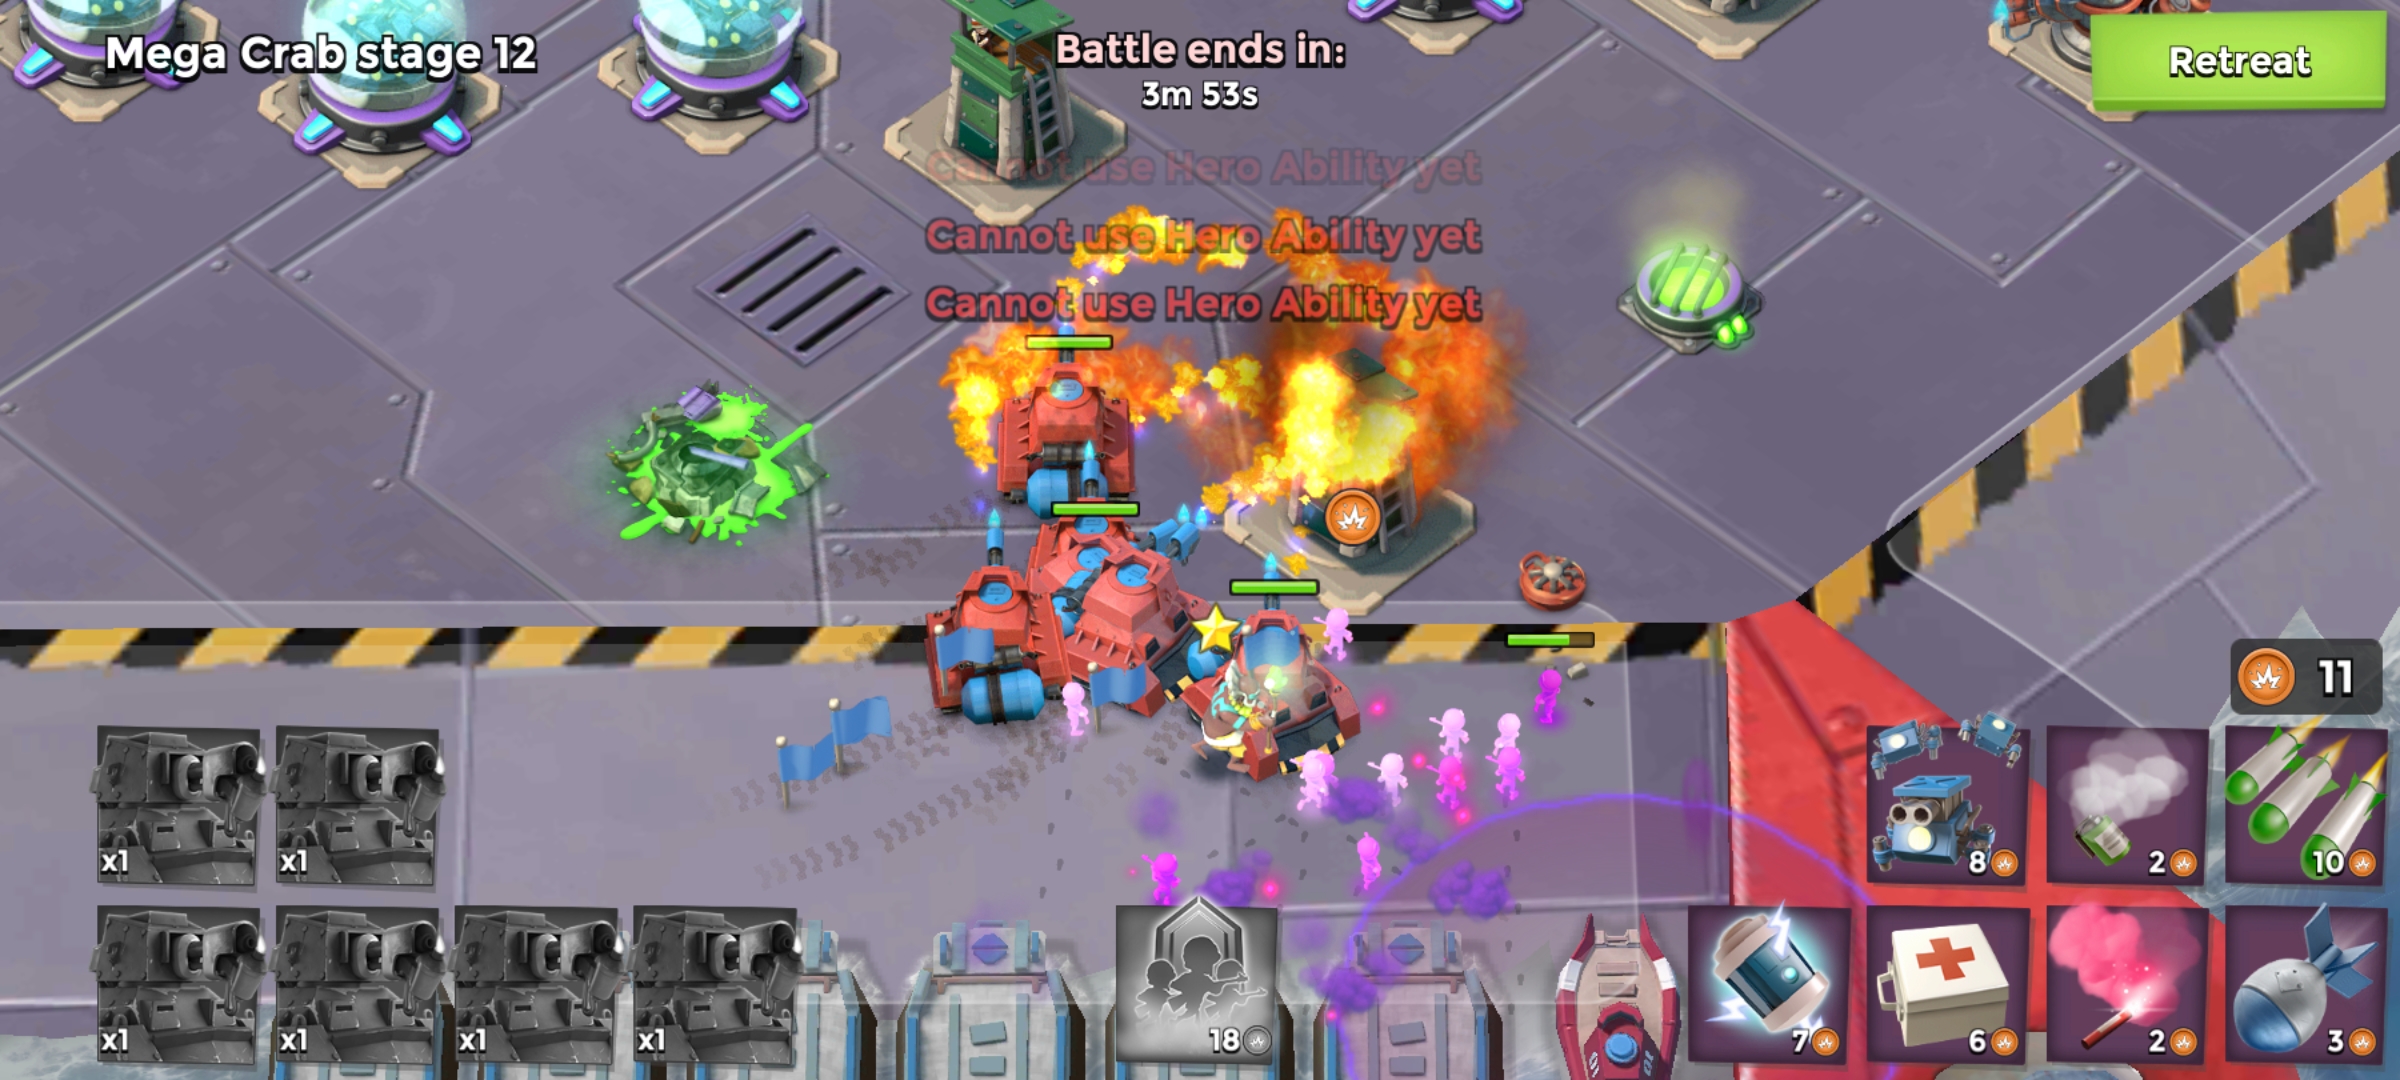 Mega Crab stage 12
Battle ends in:
3m 53s
Retreat
Cannot use Hero Ability yet
Cannot use Hero Ability yet
Cannot use Hero Ability yet
11
x1
x1
8
2
10
x1
x1
x1
x1
18
7
6
2
3